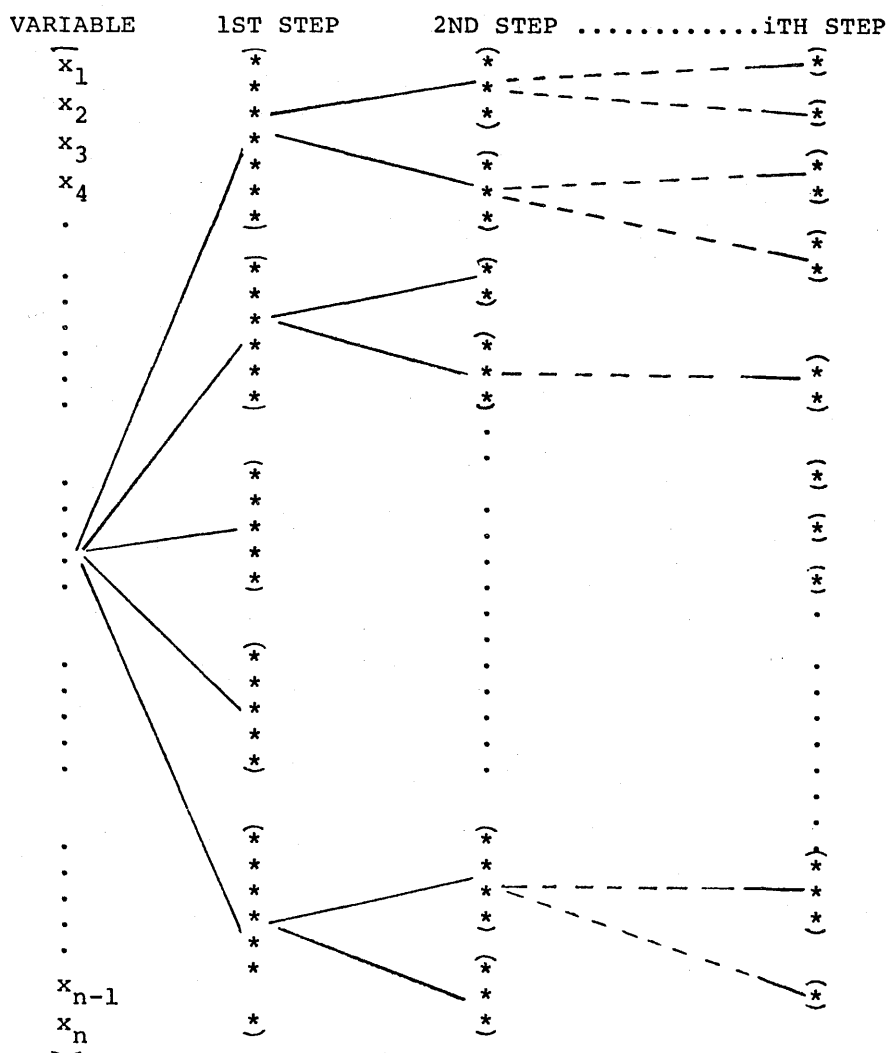 VARIABLE 1ST STEP 2ND STEP ............iTH STEP
x1
x2
x3
x4
xn-1
xn